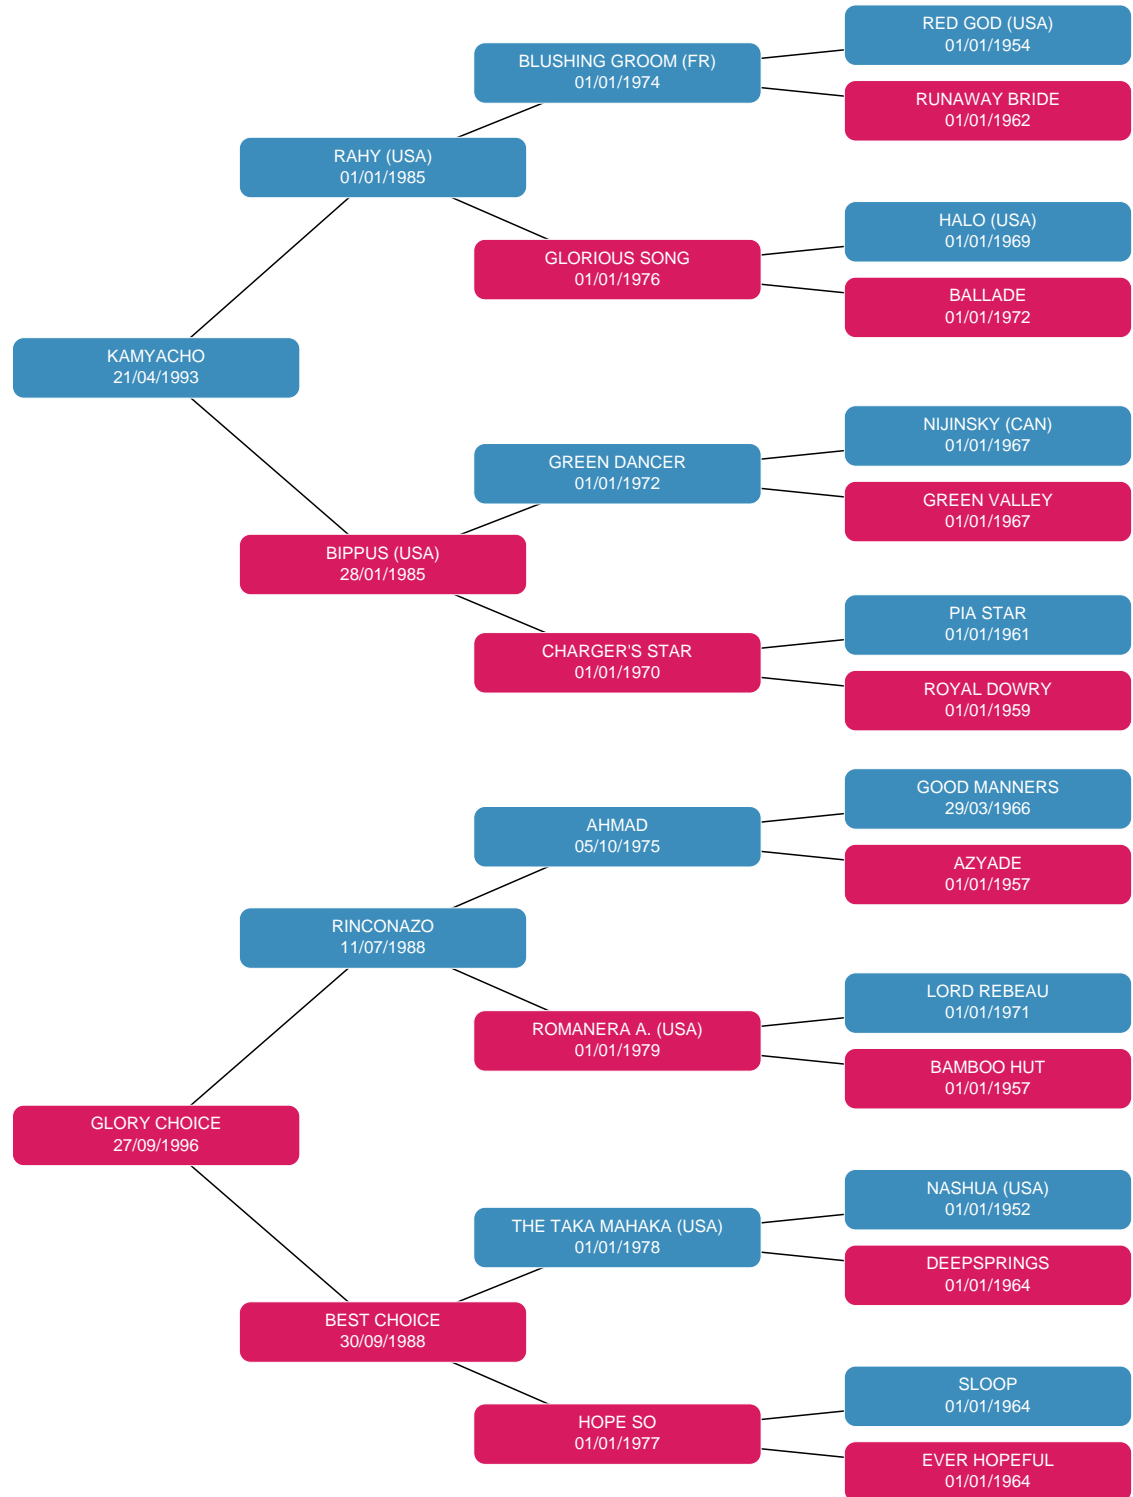 RED GOD (USA)
01/01/1954
BLUSHING GROOM (FR)
01/01/1974
RUNAWAY BRIDE
01/01/1962
RAHY (USA)
01/01/1985
HALO (USA)
01/01/1969
GLORIOUS SONG
01/01/1976
BALLADE
01/01/1972
KAMYACHO
21/04/1993
NIJINSKY (CAN)
01/01/1967
GREEN DANCER
01/01/1972
GREEN VALLEY
01/01/1967
BIPPUS (USA)
28/01/1985
PIA STAR
01/01/1961
CHARGER'S STAR
01/01/1970
ROYAL DOWRY
01/01/1959
GOOD MANNERS
29/03/1966
AHMAD
05/10/1975
AZYADE
01/01/1957
RINCONAZO
11/07/1988
LORD REBEAU
01/01/1971
ROMANERA A. (USA)
01/01/1979
BAMBOO HUT
01/01/1957
GLORY CHOICE
27/09/1996
NASHUA (USA)
01/01/1952
THE TAKA MAHAKA (USA)
01/01/1978
DEEPSPRINGS
01/01/1964
BEST CHOICE
30/09/1988
SLOOP
01/01/1964
HOPE SO
01/01/1977
EVER HOPEFUL
01/01/1964